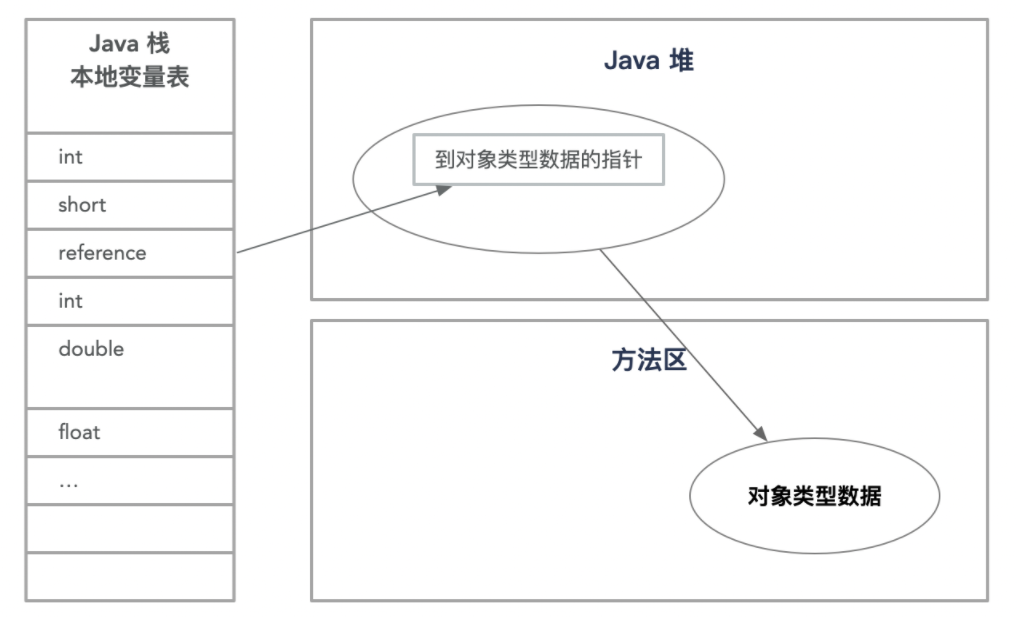 Java 栈
本地变量表
int
short
reference
int
double
float
…
Java 堆
到对象类型数据的指针
方法区
对象类型数据